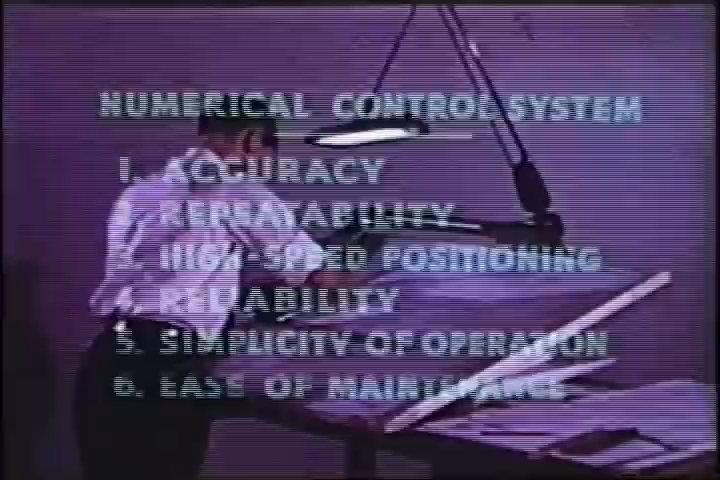 NUMERICAL CONTROL SYSTEM
1. ACCURACY
2. REPEATABILITY
3. HIGH-SPEED POSITIONING
4. RELIABILITY
5. SIMPLICITY OF OPERATION
6. EASE OF MAINTENANCE